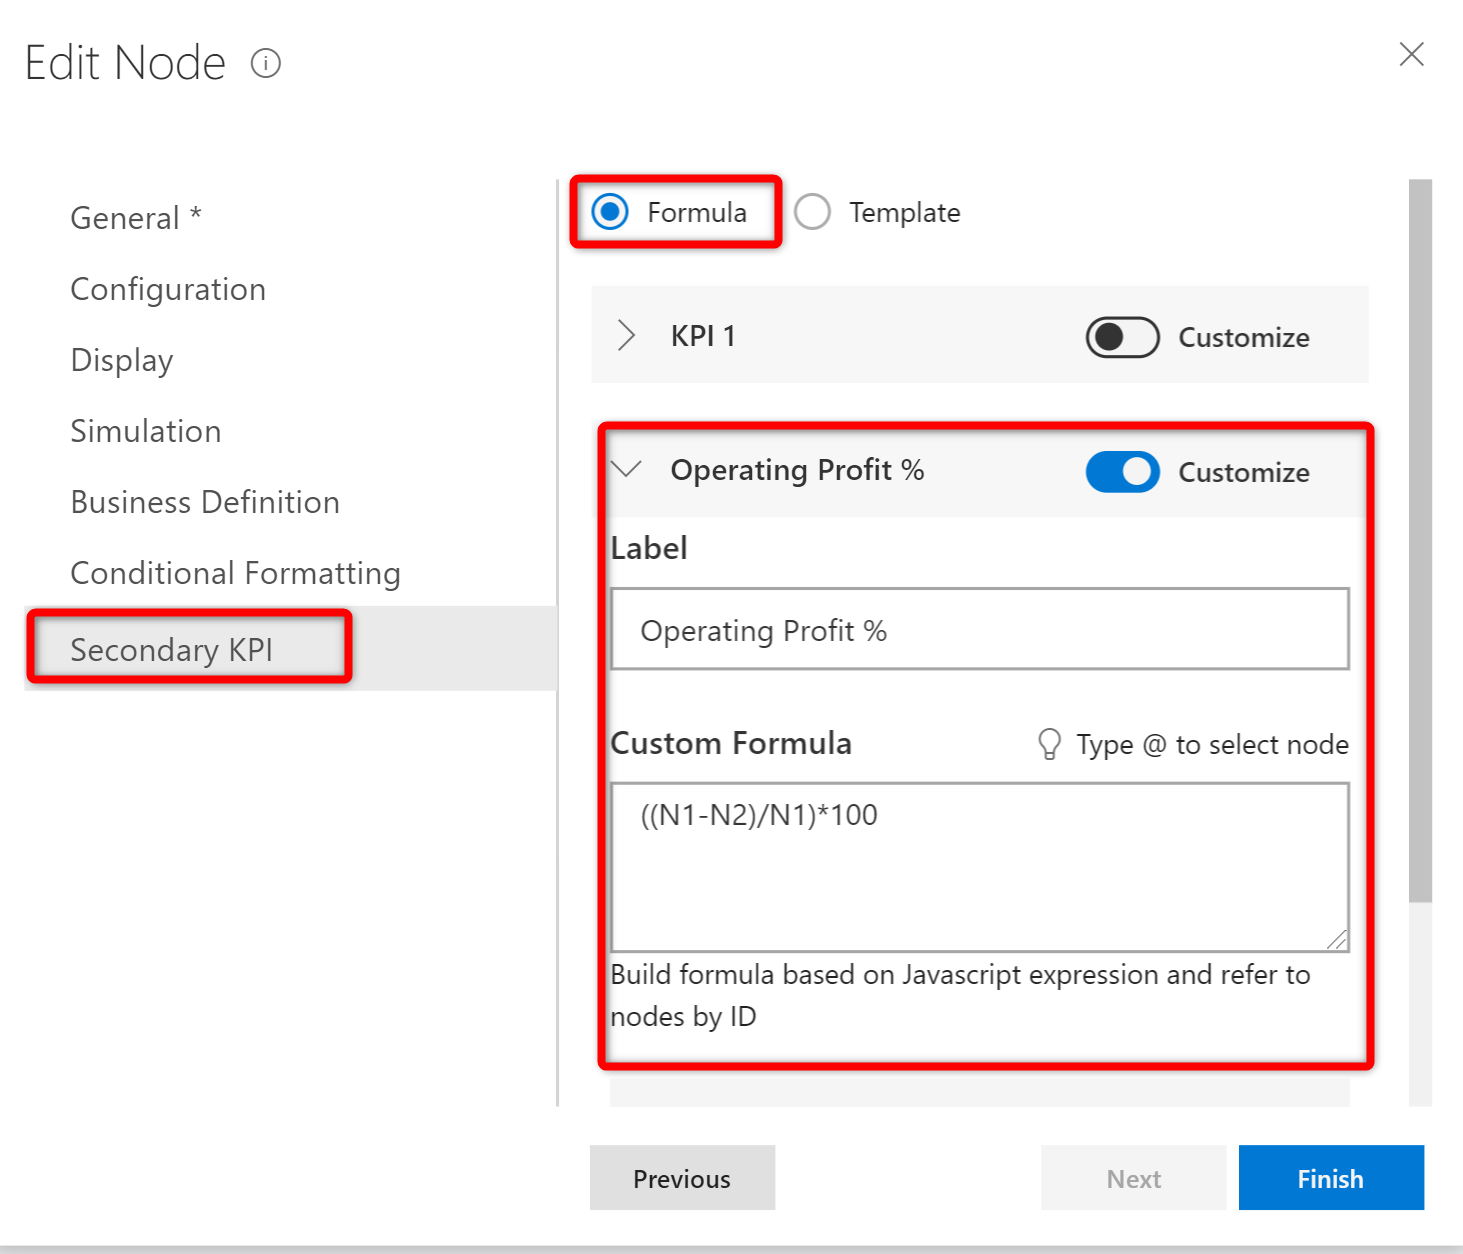 Edit Node
General *
Configuration
Display
Simulation
Business Definition
Conditional Formatting
Secondary KPI
Formula
Template
KPI 1
Customize
Operating Profit %
Customize
Label
Operating Profit %
Custom Formula
Type @ to select node
((N1-N2)/N1)*100
Build formula based on Javascript expression and refer to
nodes by ID
Previous
Next
Finish